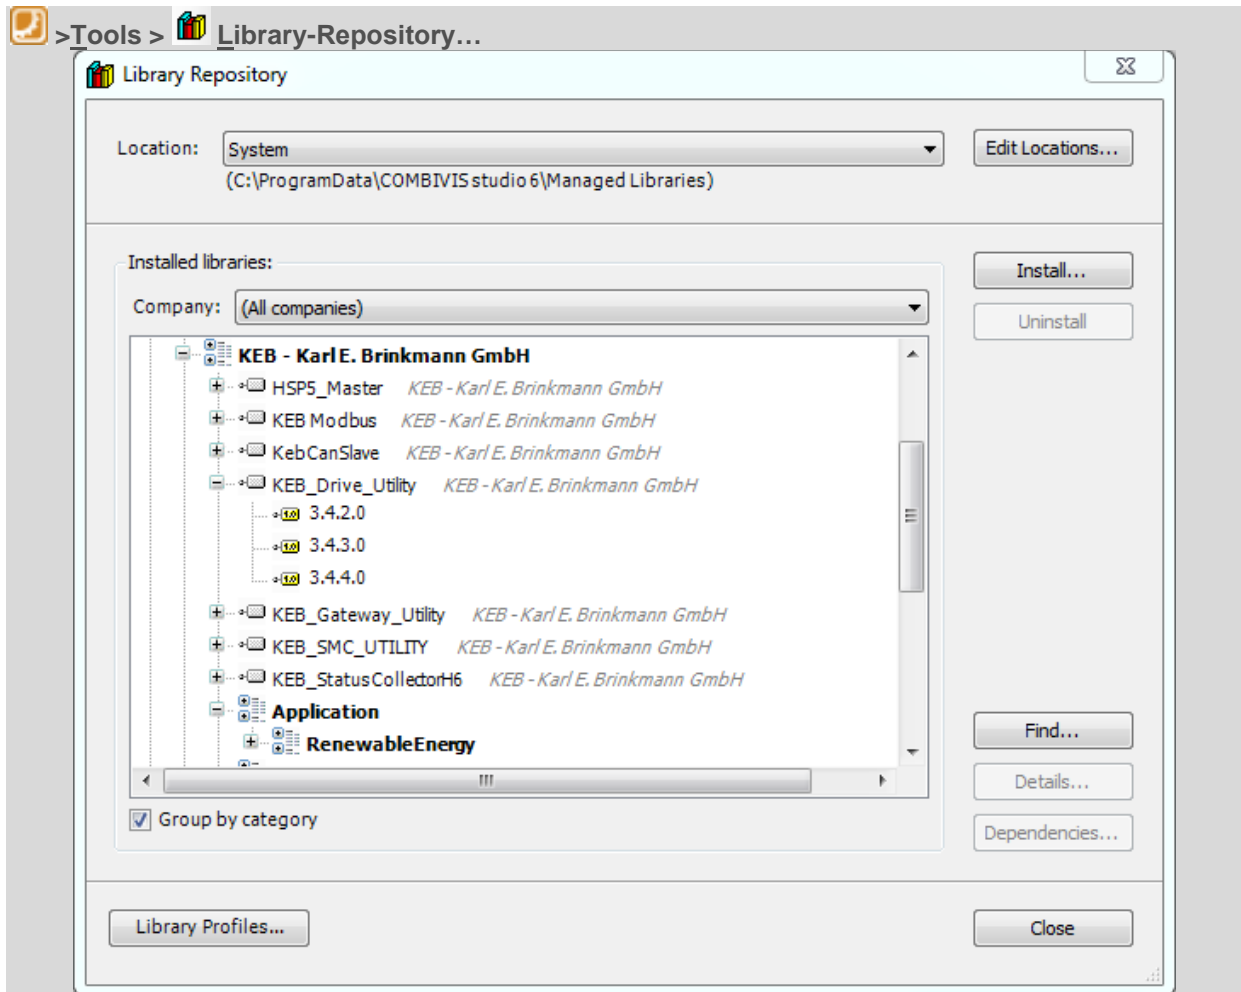 >Tools > Library-Repository…
Library Repository
Location: System Edit Locations...
(C:\ProgramData\COMBIVIS studio 6\Managed Libraries)
Installed libraries:
Install...
Company: (All companies)
Uninstall
KEB - Karl E. Brinkmann GmbH
HSP5_Master KEB - Karl E. Brinkmann GmbH
KEB Modbus KEB - Karl E. Brinkmann GmbH
KebCanSlave KEB - Karl E. Brinkmann GmbH
KEB_Drive_Utility KEB - Karl E. Brinkmann GmbH
3.4.2.0
3.4.3.0
3.4.4.0
KEB_Gateway_Utility KEB - Karl E. Brinkmann GmbH
KEB_SMC_UTILITY KEB - Karl E. Brinkmann GmbH
KEB_StatusCollectorH6 KEB - Karl E. Brinkmann GmbH
Application
RenewableEnergy
Find...
Details...
Group by category
Dependencies...
Library Profiles...
Close